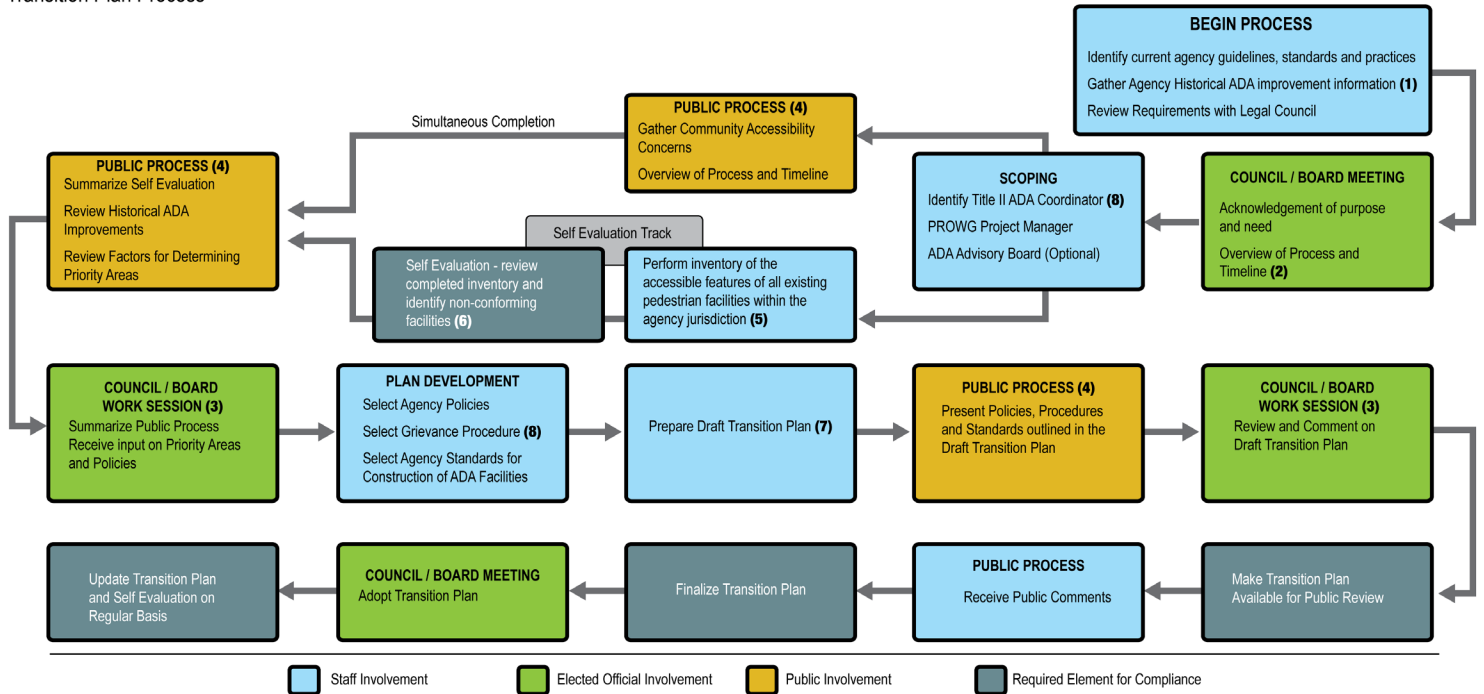 Transition Plan Process
BEGIN PROCESS
Identify current agency guidelines, standards and practices
Gather Agency Historical ADA improvement information (1)
Review Requirements with Legal Council
COUNCIL / BOARD MEETING
Acknowledgement of purpose
and need
Overview of Process and
Timeline (2)
SCOPING
Identify Title II ADA Coordinator (8)
PROWG Project Manager
ADA Advisory Board (Optional)
PUBLIC PROCESS (4)
Gather Community Accessibility
Concerns
Overview of Process and Timeline
Simultaneous Completion
Self Evaluation Track
Perform inventory of the
accessible features of all existing
pedestrian facilities within the
agency jurisdiction (5)
Self Evaluation - review
completed inventory and
identify non-conforming
facilities (6)
PUBLIC PROCESS (4)
Summarize Self Evaluation
Review Historical ADA
Improvements
Review Factors for Determining
Priority Areas
COUNCIL / BOARD
WORK SESSION (3)
Summarize Public Process
Receive input on Priority Areas
and Policies
PLAN DEVELOPMENT
Select Agency Policies
Select Grievance Procedure (8)
Select Agency Standards for
Construction of ADA Facilities
Prepare Draft Transition Plan (7)
PUBLIC PROCESS (4)
Present Policies, Procedures
and Standards outlined in the
Draft Transition Plan
COUNCIL / BOARD
WORK SESSION (3)
Review and Comment on
Draft Transition Plan
Make Transition Plan
Available for Public Review
PUBLIC PROCESS
Receive Public Comments
Finalize Transition Plan
COUNCIL / BOARD MEETING
Adopt Transition Plan
Update Transition Plan
and Self Evaluation on
Regular Basis
Staff Involvement
Elected Official Involvement
Public Involvement
Required Element for Compliance